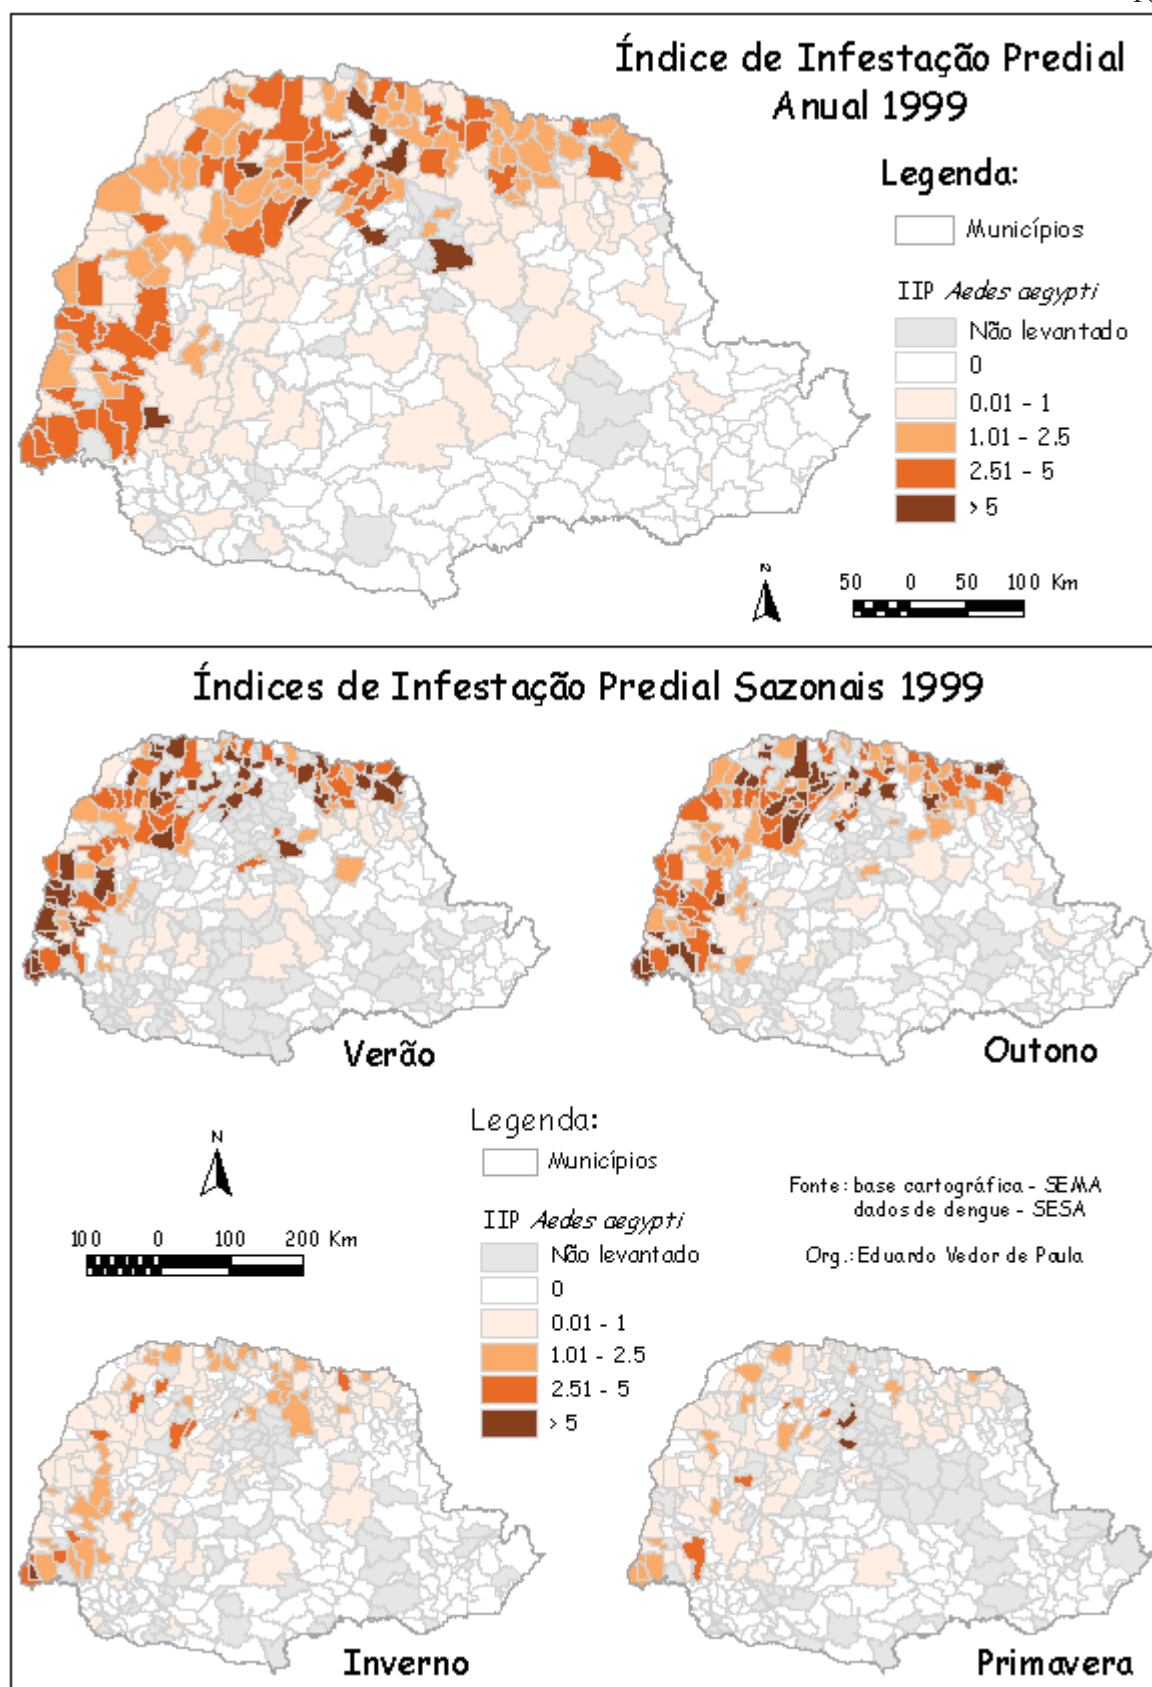 Índice de Infestação Predial
Anual 1999
Legenda:
Municípios
IIP Aedes aegypti
Não levantado
0
0.01 - 1
1.01 - 2.5
2.51 - 5
> 5
N
50 0 50 100 Km
Índices de Infestação Predial Sazonais 1999
Verão
Outono
Legenda:
Municípios
N
Fonte: base cartográfica - SEMA
dados de dengue - SESA
IIP Aedes aegypti
100 0 100 200 Km
Não levantado
Org.: Eduardo Vedor de Paula
0
0.01 - 1
1.01 - 2.5
2.51 - 5
> 5
Inverno
Primavera